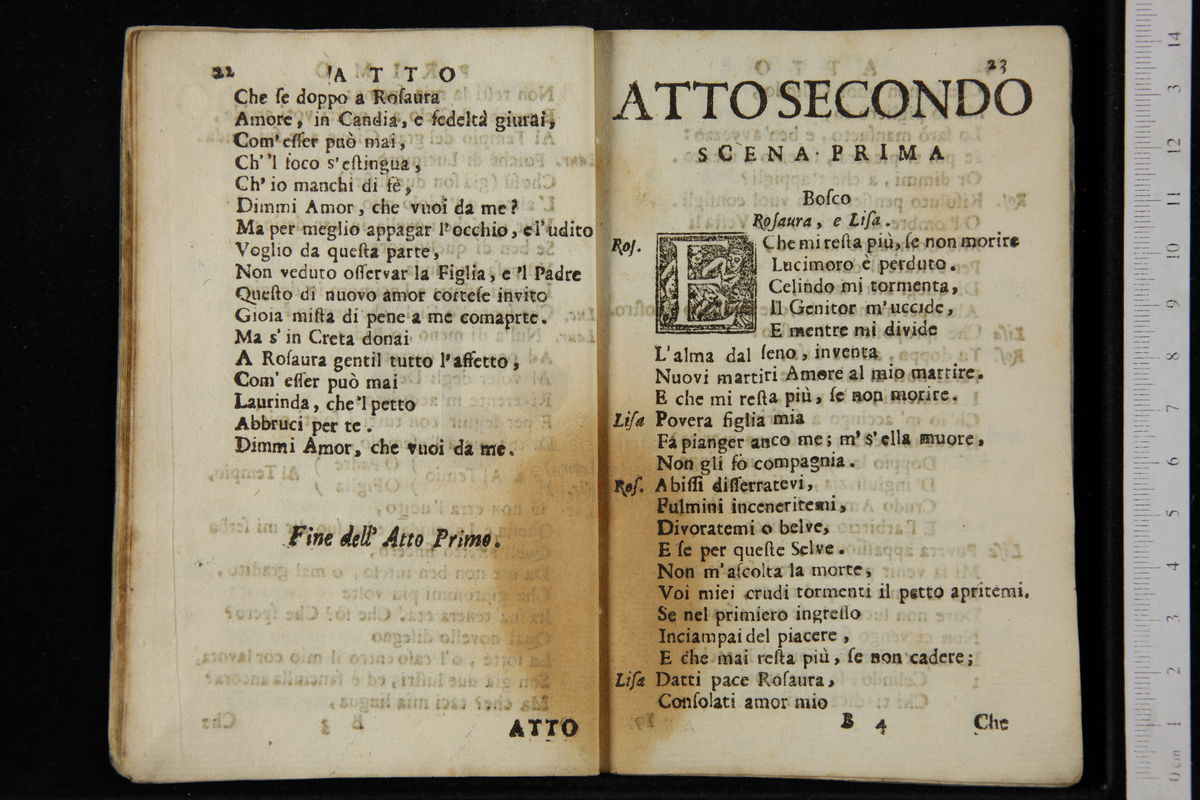 22 ATTO
Che ſe doppo a Roſaura
Amore, in Candia, e fedeltà giurai,
Com' eſſer può mai,
Ch' 'l foco s'eſtingua,
Ch' io manchi di fè,
Dimmi Amor, che vuoi da me?
Ma per meglio appagar l'occhio, e l'udito
Voglio da queſta parte,
Non veduto oſſervar la Figlia, e 'l Padre
Queſto di nuovo amor corteſe invito
Gioia miſta di pene a me comaprte.
Ma s' in Creta donai
A Roſaura gentil tutto l'affetto,
Com' eſſer può mai
Laurinda, che 'l petto
Abbruci per te.
Dimmi Amor, che vuoi da me.
Fine dell' Atto Primo.
ATTO
23
ATTO SECONDO
SCENA PRIMA
Boſco
Roſaura, e Liſa.
Roſ. E Che mi reſta più, ſe non morire
Lucimoro è perduto.
Celindo mi tormenta,
Il Genitor m'uccide,
E mentre mi divide
L'alma dal ſeno, inventa
Nuovi martiri Amore al mio martire.
E che mi reſta più, ſe non morire.
Liſa Povera figlia mia
Fà pianger anco me; m' s'ella muore,
Non gli fò compagnia.
Roſ. Abiſſi diſſerratevi,
Fulmini inceneritemi,
Divoratemi o belve,
E ſe per queſte Selve.
Non m'aſcolta la morte,
Voi miei crudi tormenti il petto apritemi.
Se nel primiero ingreſſo
Inciampai del piacere,
E che mai reſta più, ſe non cadere;
Liſa Datti pace Roſaura,
Conſolati amor mio
B 4 Che